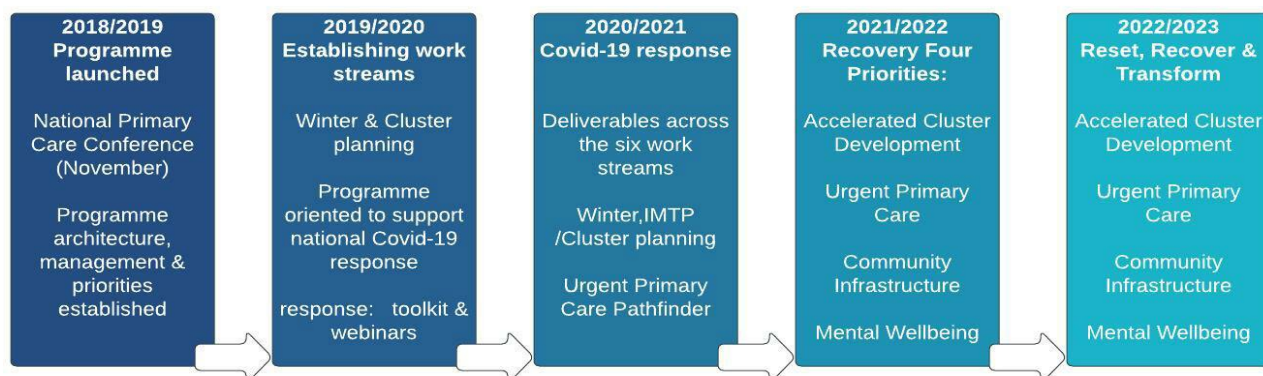 2018/2019
Programme
launched
National Primary
Care Conference
(November)
Programme
architecture,
management &
priorities
established
2019/2020
Establishing work
streams
Winter & Cluster
planning
Programme
oriented to support
national Covid-19
response
response: toolkit &
webinars
2020/2021
Covid-19 response
Deliverables across
the six work
streams
Winter,IMTP
/Cluster planning
Urgent Primary
Care Pathfinder
2021/2022
Recovery Four
Priorities:
Accelerated Cluster
Development
Urgent Primary
Care
Community
Infrastructure
Mental Wellbeing
2022/2023
Reset, Recover &
Transform
Accelerated Cluster
Development
Urgent Primary
Care
Community
Infrastructure
Mental Wellbeing